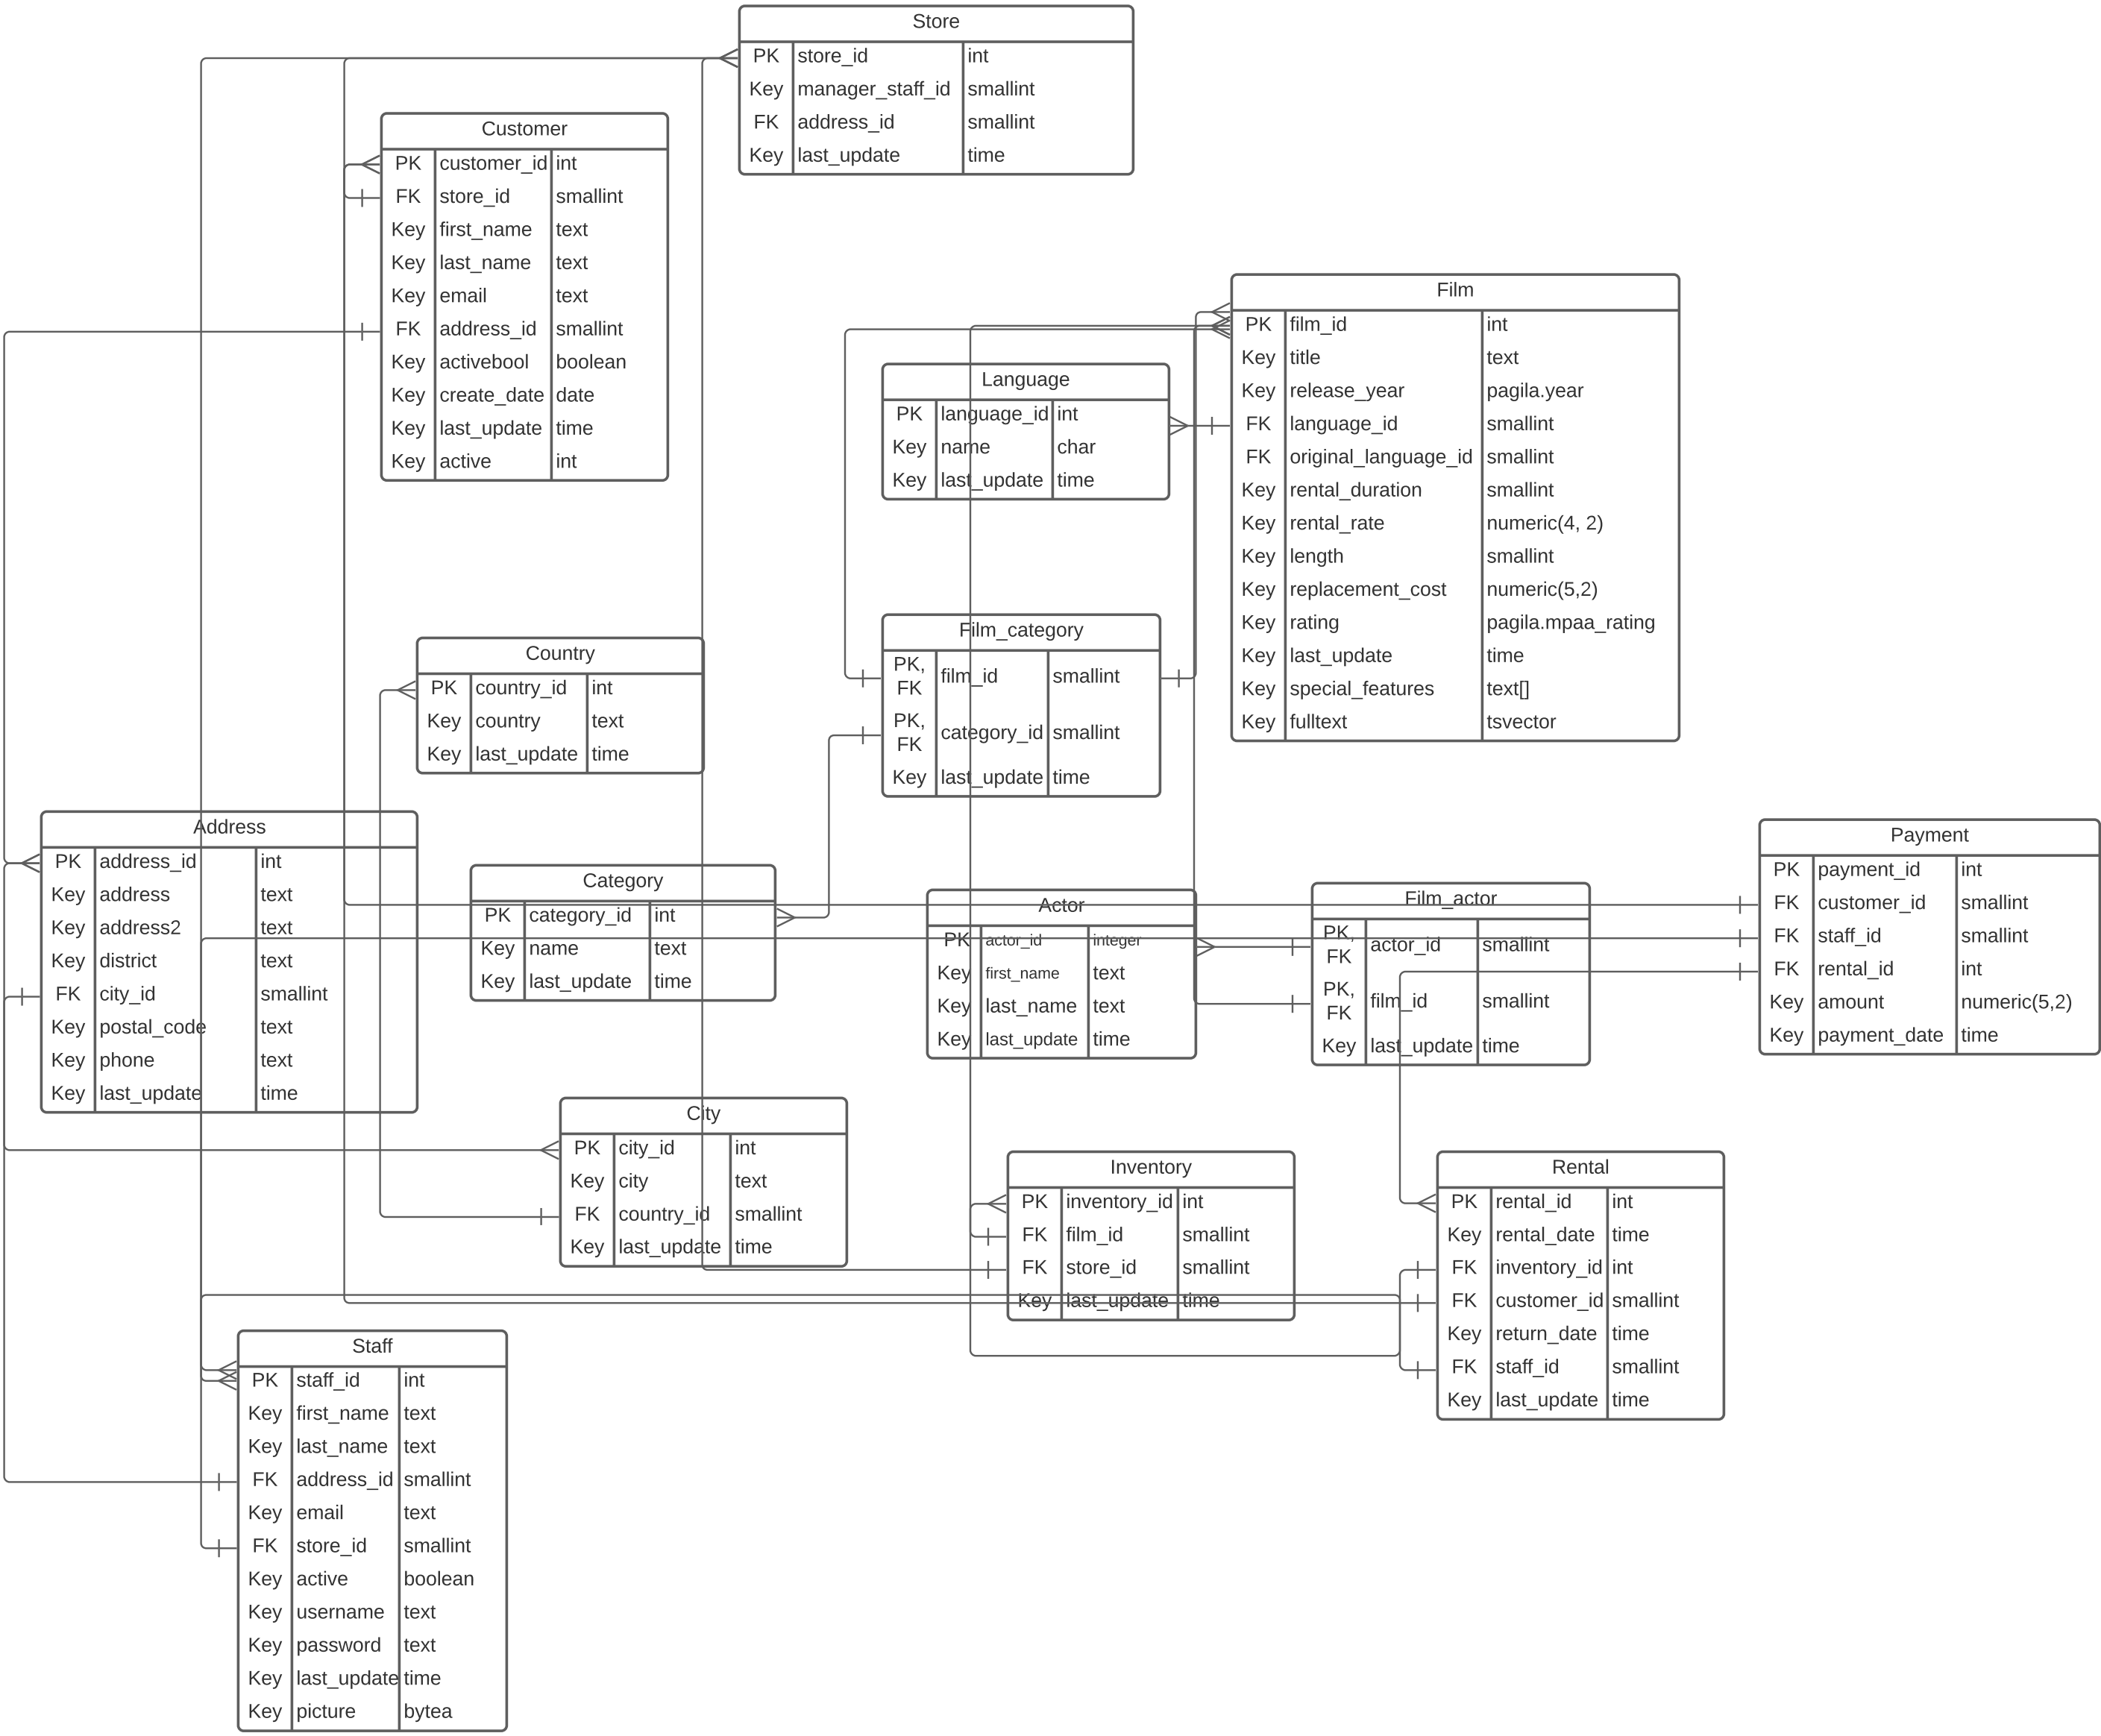 Store
PK store_id int
Key manager_staff_id smallint
FK address_id smallint
Key last_update time
Customer
PK customer_id int
FK store_id smallint
Key first_name text
Key last_name text
Key email text
FK address_id smallint
Key activebool boolean
Key create_date date
Key last_update time
Key active int
Film
PK film_id int
Key title text
Key release_year pagila.year
FK language_id smallint
FK original_language_id smallint
Key rental_duration smallint
Key rental_rate numeric(4, 2)
Key length smallint
Key replacement_cost numeric(5,2)
Key rating pagila.mpaa_rating
Key last_update time
Key special_features text[]
Key fulltext tsvector
Language
PK language_id int
Key name char
Key last_update time
Film_category
PK, FK film_id smallint
PK, FK category_id smallint
Key last_update time
Country
PK country_id int
Key country text
Key last_update time
Address
PK address_id int
Key address text
Key address2 text
Key district text
FK city_id smallint
Key postal_code text
Key phone text
Key last_update time
Category
PK category_id int
Key name text
Key last_update time
Actor
PK actor_id integer
Key first_name text
Key last_name text
Key last_update time
Film_actor
PK, FK actor_id smallint
PK, FK film_id smallint
Key last_update time
Payment
PK payment_id int
FK customer_id smallint
FK staff_id smallint
FK rental_id int
Key amount numeric(5,2)
Key payment_date time
City
PK city_id int
Key city text
FK country_id smallint
Key last_update time
Inventory
PK inventory_id int
FK film_id smallint
FK store_id smallint
Key last_update time
Rental
PK rental_id int
Key rental_date time
FK inventory_id int
FK customer_id smallint
Key return_date time
FK staff_id smallint
Key last_update time
Staff
PK staff_id int
Key first_name text
Key last_name text
FK address_id smallint
Key email text
FK store_id smallint
Key active boolean
Key username text
Key password text
Key last_update time
Key picture bytea